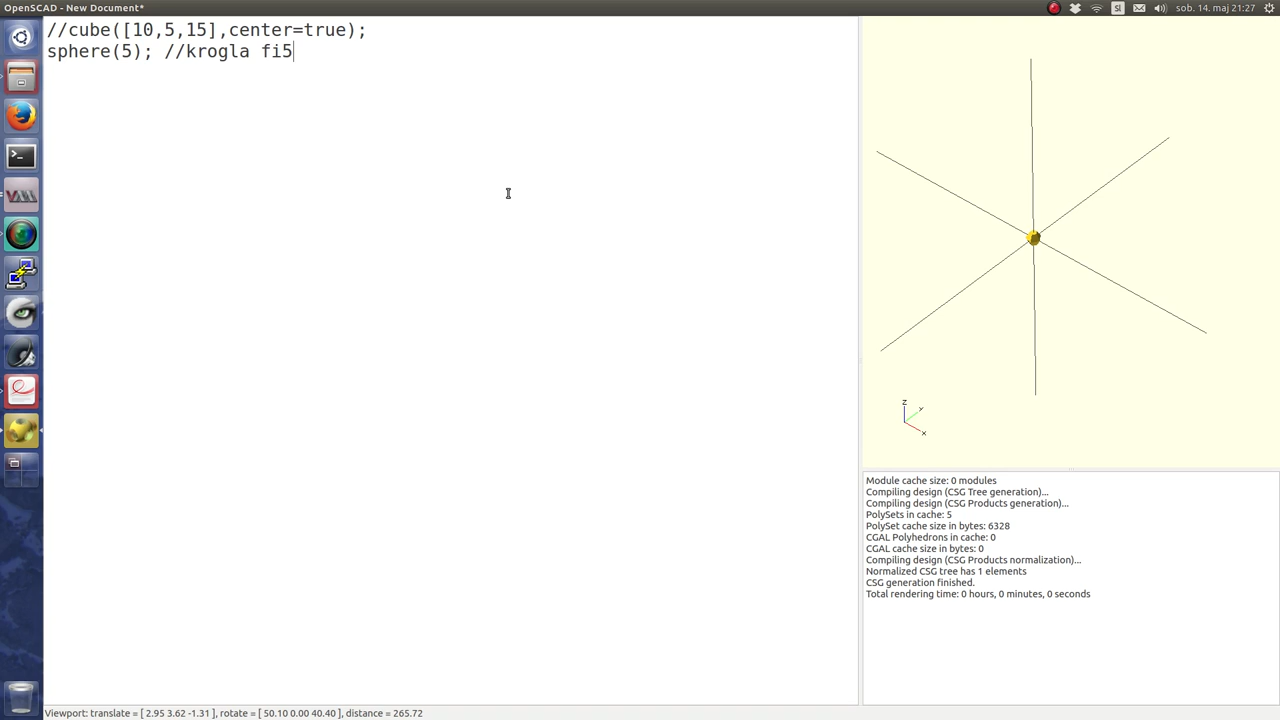 OpenSCAD - New Document*
Sl
sob. 14. maj 21:27
//cube([10,5,15],center=true);
sphere(5); //krogla fi5
z
y
x
Module cache size: 0 modules
Compiling design (CSG Tree generation)...
Compiling design (CSG Products generation)...
PolySets in cache: 5
PolySet cache size in bytes: 6328
CGAL Polyhedrons in cache: 0
CGAL cache size in bytes: 0
Compiling design (CSG Products normalization)...
Normalized CSG tree has 1 elements
CSG generation finished.
Total rendering time: 0 hours, 0 minutes, 0 seconds
Viewport: translate = [ 2.95 3.62 -1.31 ], rotate = [ 50.10 0.00 40.40 ], distance = 265.72